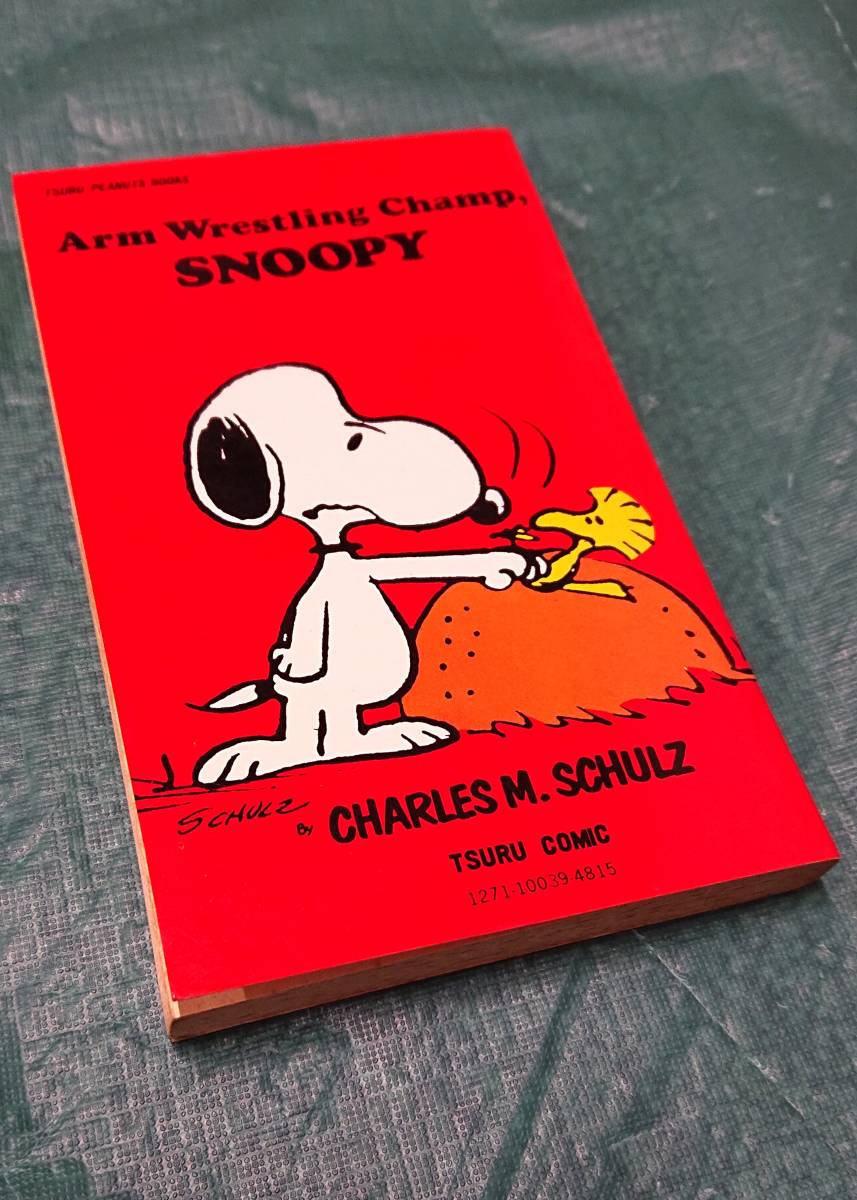 TSURU PEANUTS BOOKS
Arm Wrestling Champ,
SNOOPY
SCHULZ
By CHARLES M. SCHULZ
TSURU COMIC
1271-10039-4815